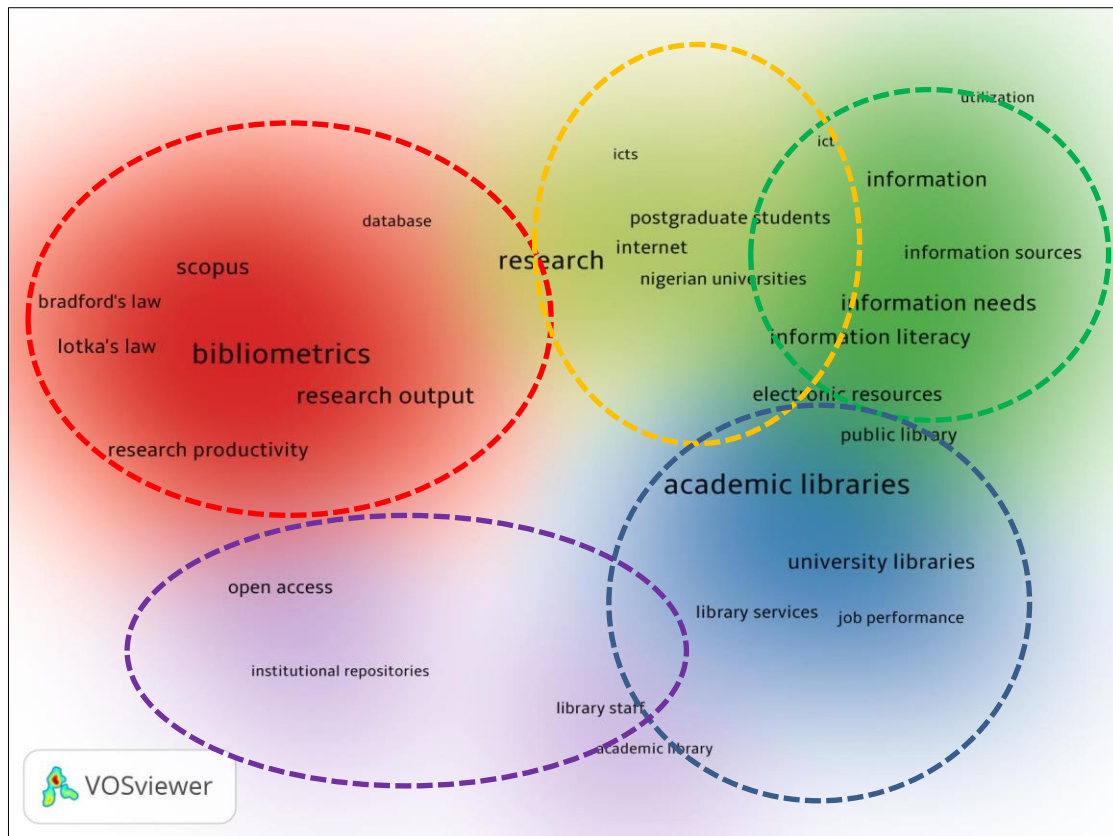 utilization
ict
icts
information
postgraduate students
database
internet
information sources
research
scopus
nigerian universities
bradford's law
information needs
lotka's law
information literacy
bibliometrics
research output
electronic resources
public library
research productivity
academic libraries
university libraries
open access
library services
job performance
institutional repositories
library staff
academic library
VOSviewer